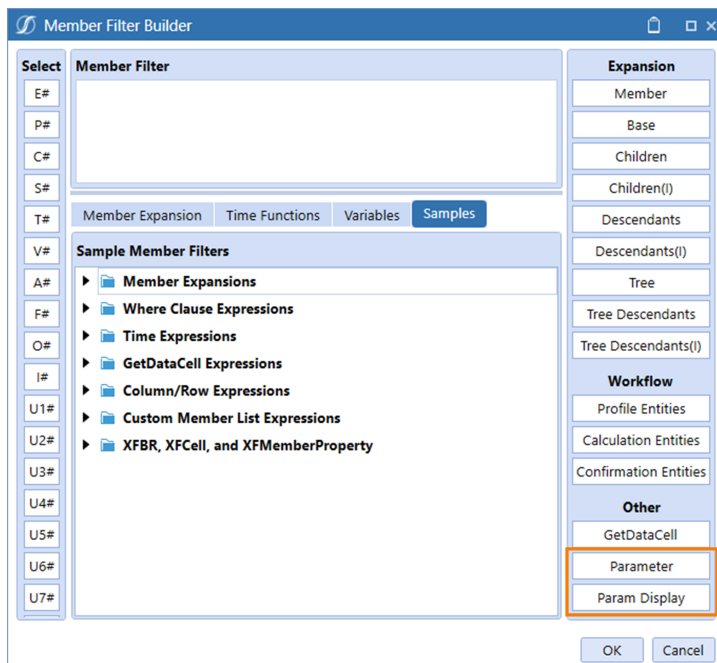 Member Filter Builder
Select
E#
P#
C#
S#
T#
V#
A#
F#
O#
I#
U1#
U2#
U3#
U4#
U5#
U6#
U7#
Member Filter
Member Expansion
Time Functions
Variables
Samples
Sample Member Filters
Member Expansions
Where Clause Expressions
Time Expressions
GetDataCell Expressions
Column/Row Expressions
Custom Member List Expressions
XFBR, XFCell, and XFMemberProperty
Expansion
Member
Base
Children
Children(I)
Descendants
Descendants(I)
Tree
Tree Descendants
Tree Descendants(I)
Workflow
Profile Entities
Calculation Entities
Confirmation Entities
Other
GetDataCell
Parameter
Param Display
OK
Cancel